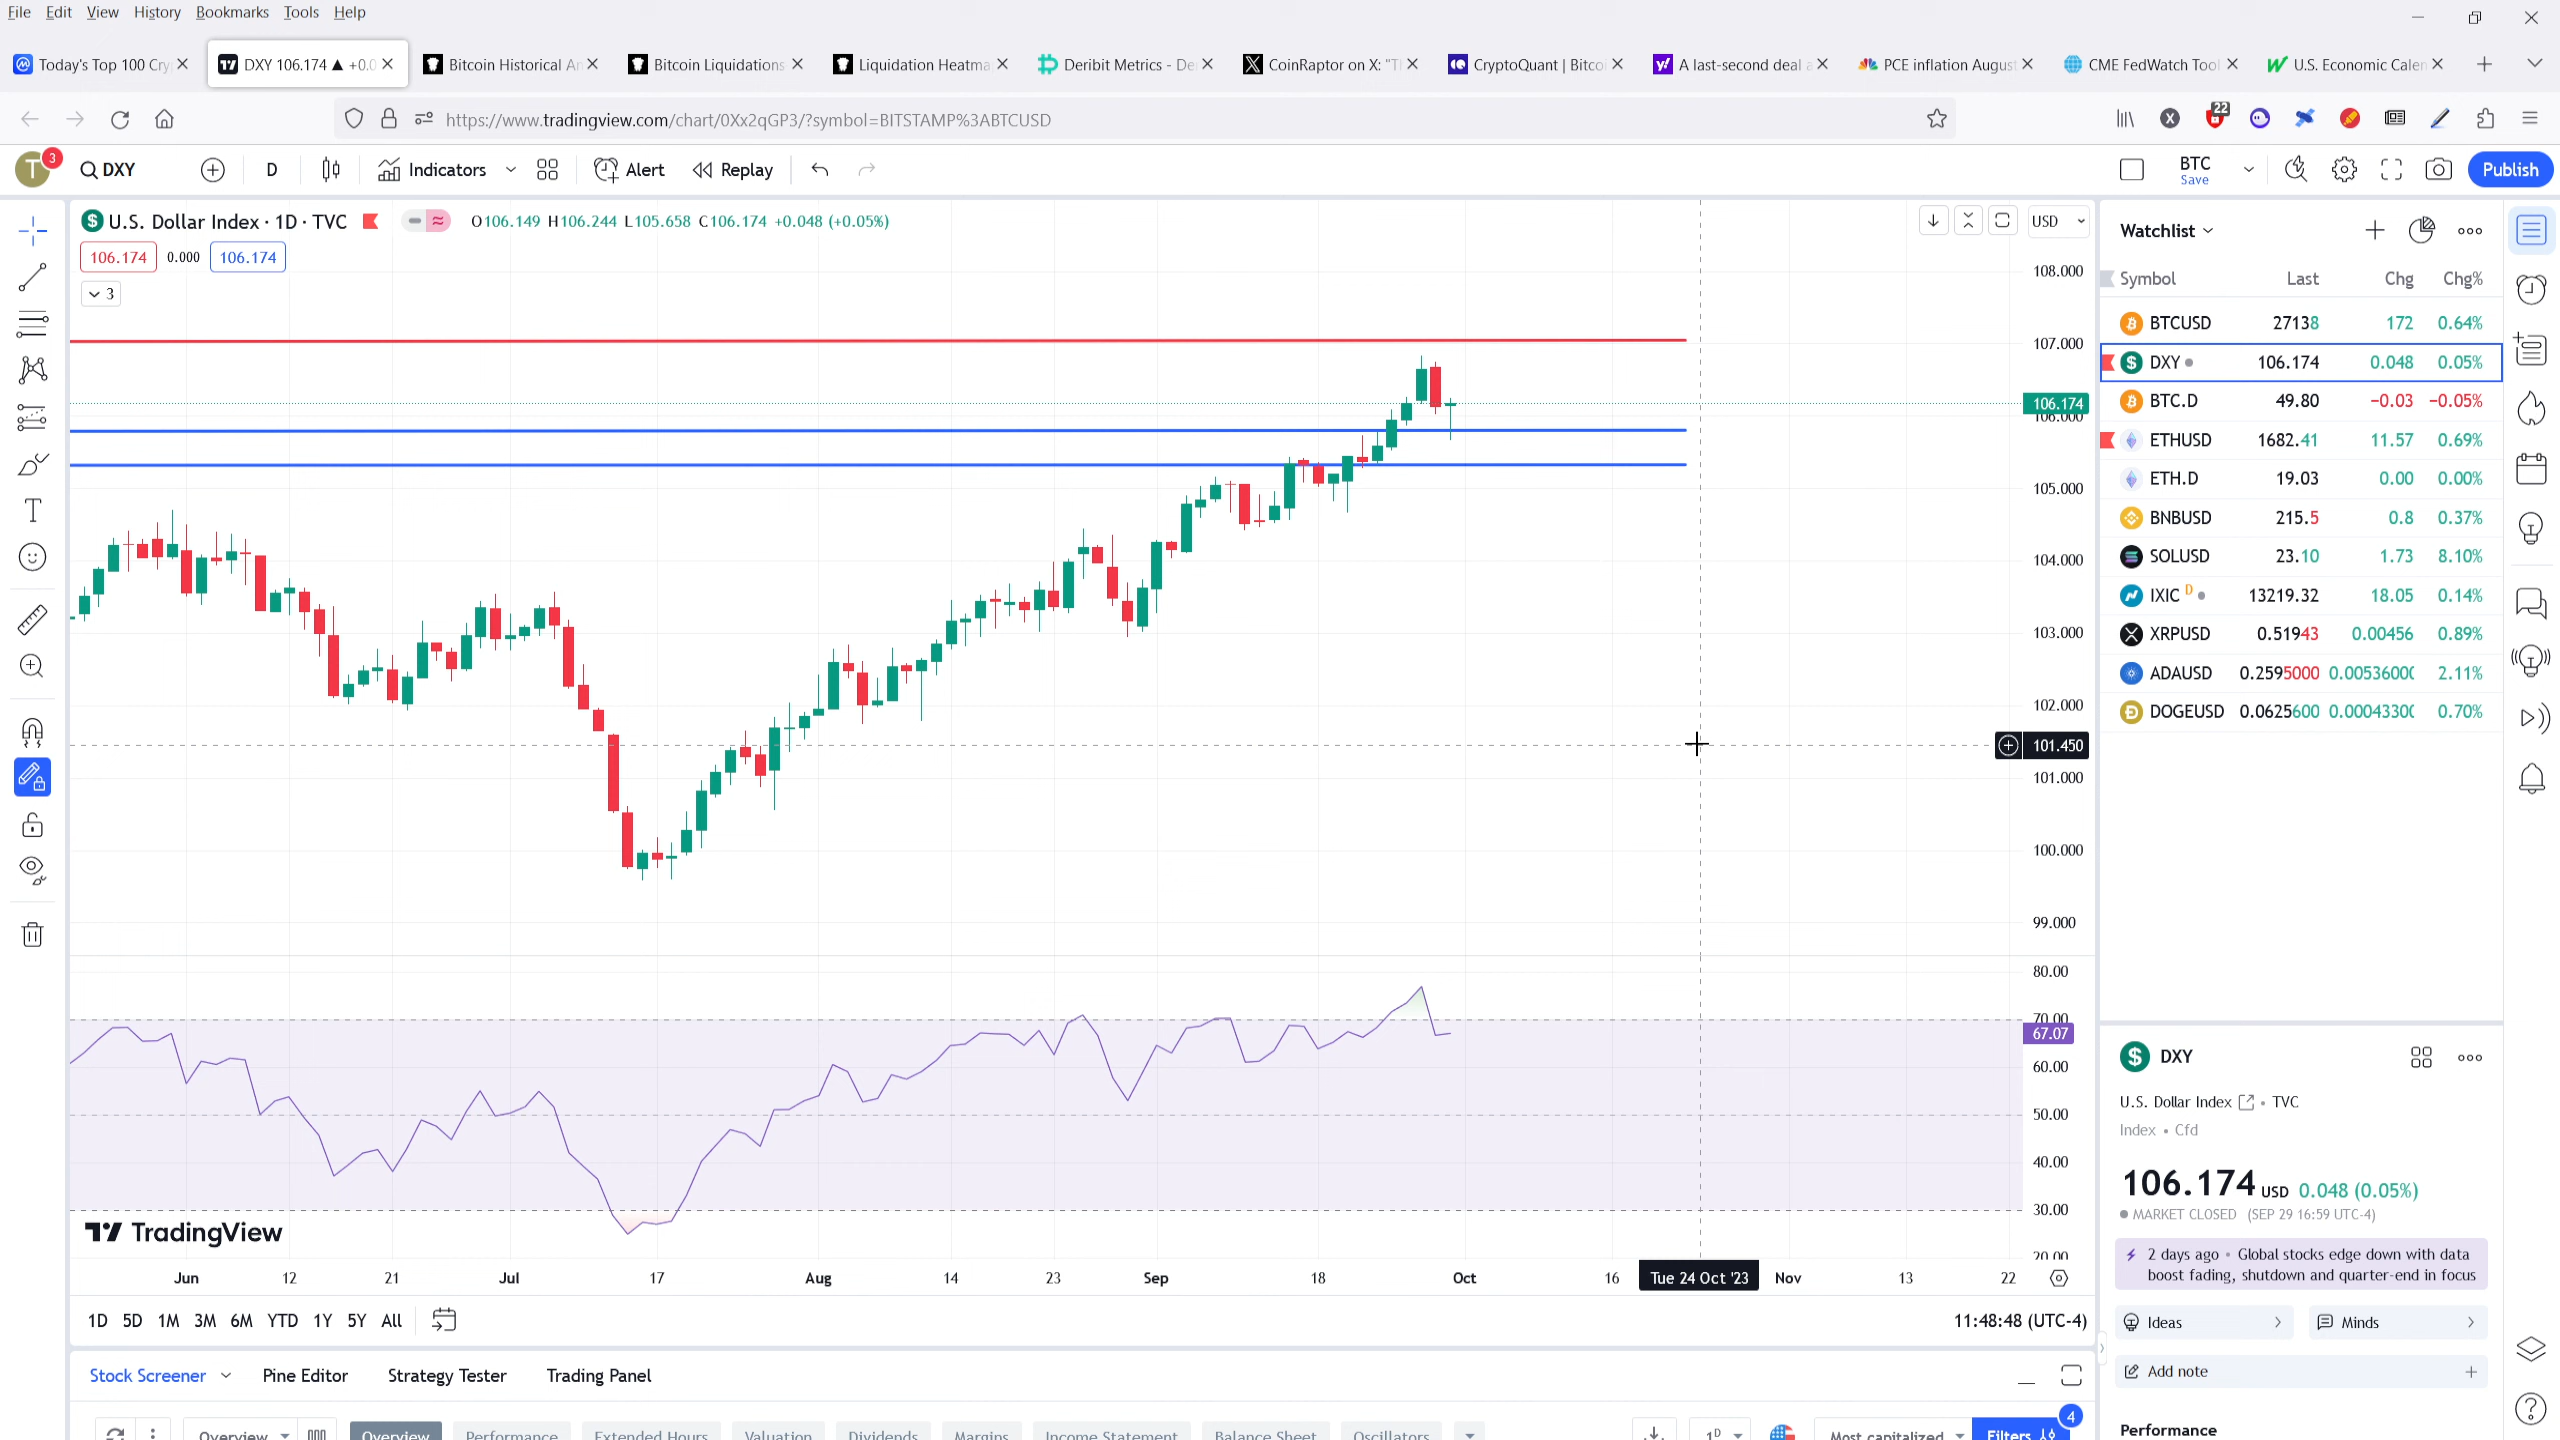 File Edit View History Bookmarks Tools Help
Today's Top 100 Cry
DXY 106.174 ▲ +0.0
Bitcoin Historical An
Bitcoin Liquidations
Liquidation Heatma
Deribit Metrics - De
CoinRaptor on X: "T
CryptoQuant | Bitco
A last-second deal a
PCE inflation August
CME FedWatch Tool
U.S. Economic Calen
https://www.tradingview.com/chart/0Xx2qGP3/?symbol=BITSTAMP%3ABTCUSD
22
T 3 DXY D Indicators Alert Replay
BTC
Save
Publish
U.S. Dollar Index · 1D · TVC O106.149 H106.244 L105.658 C106.174 +0.048 (+0.05%)
USD
106.174 0.000 106.174
3
108.000
107.000
106.174
106.000
105.000
104.000
103.000
102.000
101.450
101.000
100.000
99.000
80.00
70.00
67.07
60.00
50.00
40.00
30.00
20.00
TradingView
Jun 12 21 Jul 17 Aug 14 23 Sep 18 Oct 16 Tue 24 Oct '23 Nov 13 22
1D 5D 1M 3M 6M YTD 1Y 5Y All
11:48:48 (UTC-4)
Stock Screener Pine Editor Strategy Tester Trading Panel
Overview Overview Performance Extended Hours Valuation Dividends Margins Income Statement Balance Sheet Oscillators 1D Most capitalized Filters 4
Watchlist
Symbol Last Chg Chg%
BTCUSD 27138 172 0.64%
DXY 106.174 0.048 0.05%
BTC.D 49.80 −0.03 −0.05%
ETHUSD 1682.41 11.57 0.69%
ETH.D 19.03 0.00 0.00%
BNBUSD 215.5 0.8 0.37%
SOLUSD 23.10 1.73 8.10%
IXIC D 13219.32 18.05 0.14%
XRPUSD 0.51943 0.00456 0.89%
ADAUSD 0.2595000 0.0053600 2.11%
DOGEUSD 0.0625600 0.0004330 0.70%
DXY
U.S. Dollar Index • TVC
Index • Cfd
106.174 USD 0.048 (0.05%)
MARKET CLOSED (SEP 29 16:59 UTC-4)
2 days ago • Global stocks edge down with data
boost fading, shutdown and quarter-end in focus
Ideas
Minds
Add note
Performance